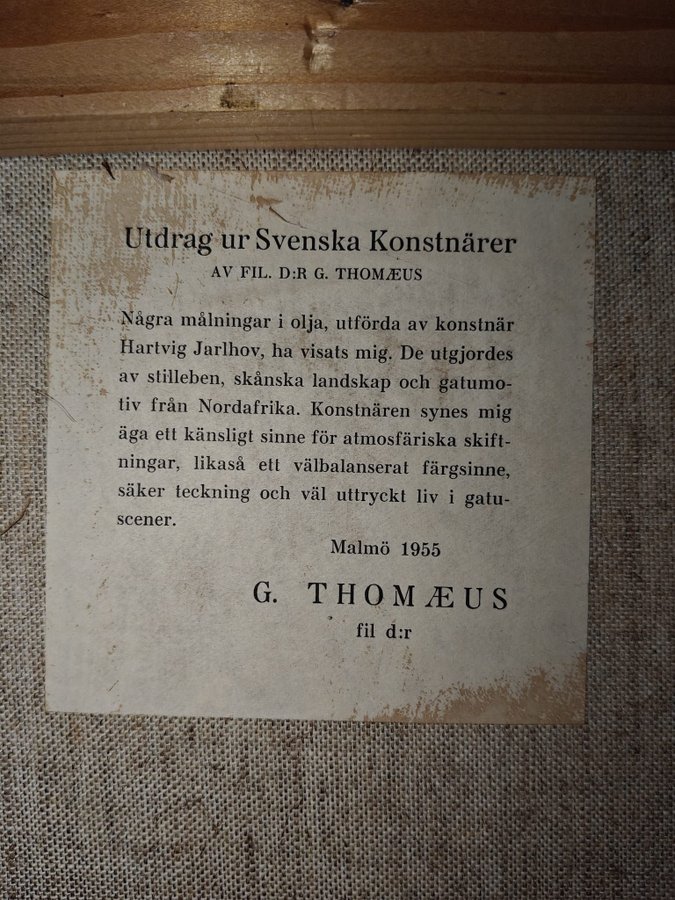 Utdrag ur Svenska Konstnärer
AV FIL. D:R G. THOMÆUS
Några målningar i olja, utförda av konstnär
Hartvig Jarlhov, ha visats mig. De utgjordes
av stilleben, skånska landskap och gatumo-
tiv från Nordafrika. Konstnären synes mig
äga ett känsligt sinne för atmosfäriska skift-
ningar, likaså ett välbalanserat färgsinne,
säker teckning och väl uttryckt liv i gatu-
scener.
Malmö 1955
G. THOMÆUS
fil d:r